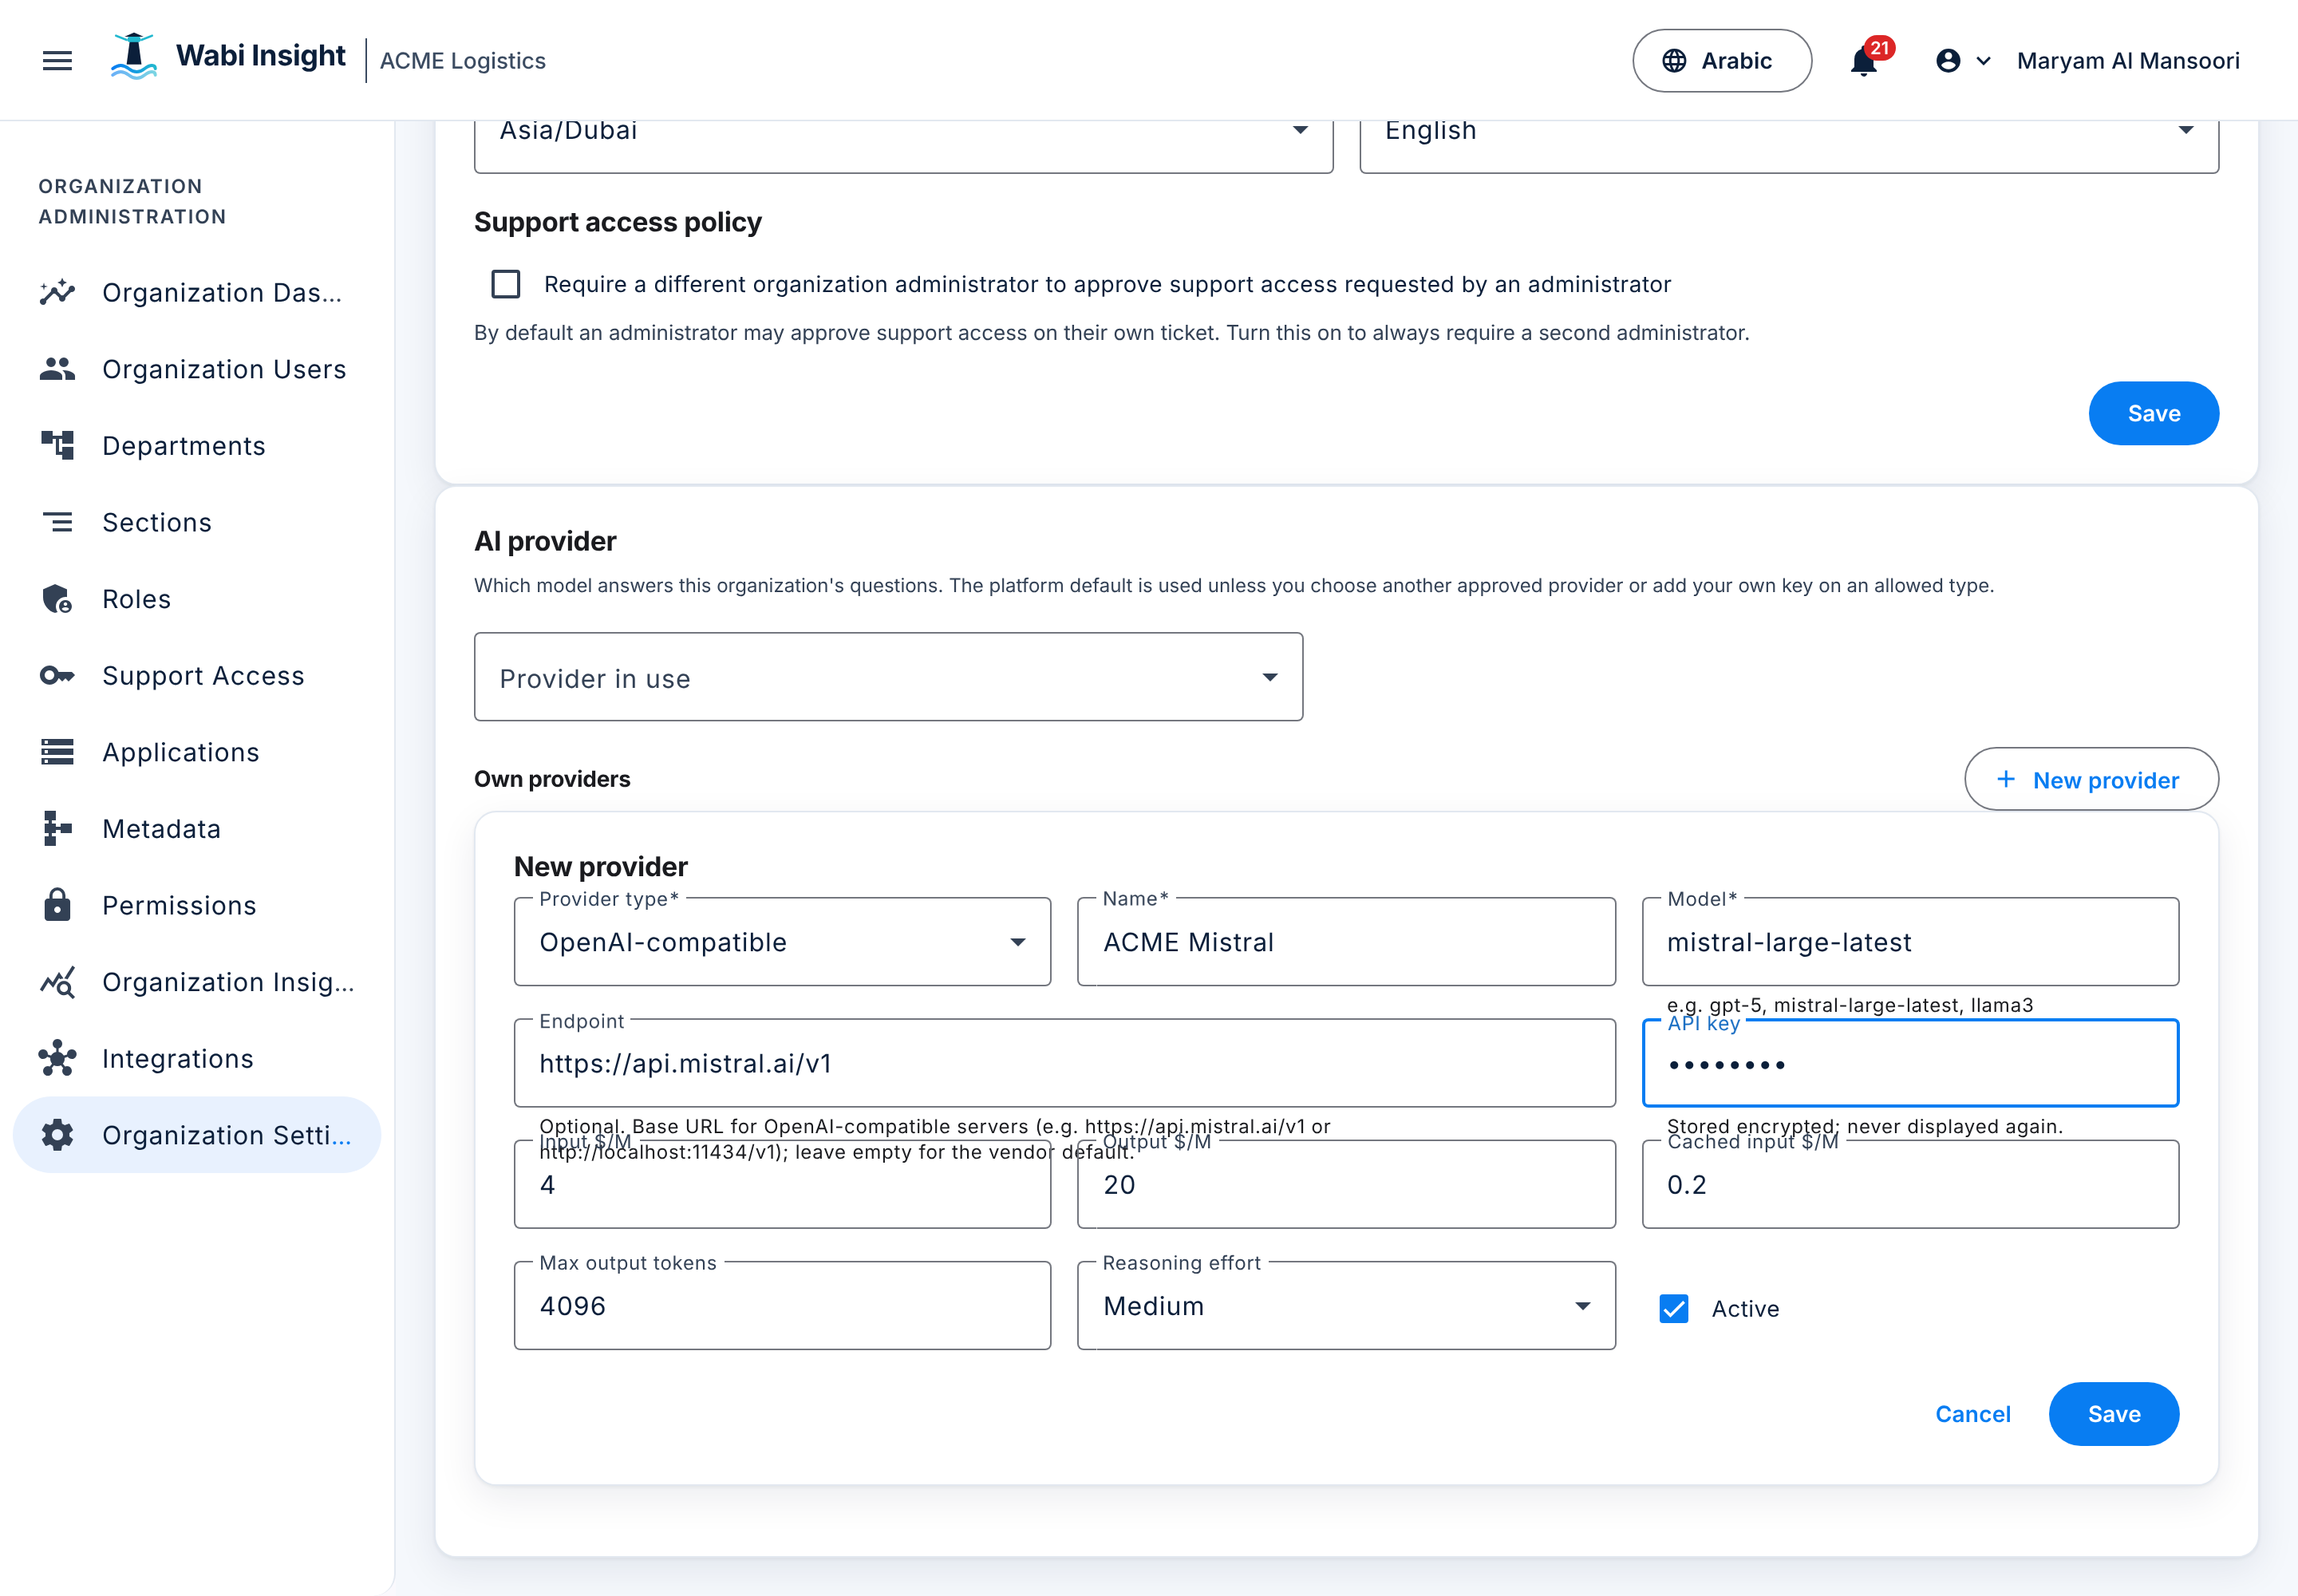 Wabi Insight
ACME Logistics
Arabic
21
Maryam Al Mansoori
ORGANIZATION
ADMINISTRATION
Organization Das...
Organization Users
Departments
Sections
Roles
Support Access
Applications
Metadata
Permissions
Organization Insig...
Integrations
Organization Setti...
Asia/Dubai
English
Support access policy
Require a different organization administrator to approve support access requested by an administrator
By default an administrator may approve support access on their own ticket. Turn this on to always require a second administrator.
Save
AI provider
Which model answers this organization's questions. The platform default is used unless you choose another approved provider or add your own key on an allowed type.
Provider in use
Own providers
New provider
New provider
Provider type*
OpenAI-compatible
Name*
ACME Mistral
Model*
mistral-large-latest
e.g. gpt-5, mistral-large-latest, llama3
Endpoint
https://api.mistral.ai/v1
Optional. Base URL for OpenAI-compatible servers (e.g. https://api.mistral.ai/v1 or
http://localhost:11434/v1); leave empty for the vendor default.
API key
••••••••
Stored encrypted; never displayed again.
Input $/M
4
Output $/M
20
Cached input $/M
0.2
Max output tokens
4096
Reasoning effort
Medium
Active
Cancel
Save